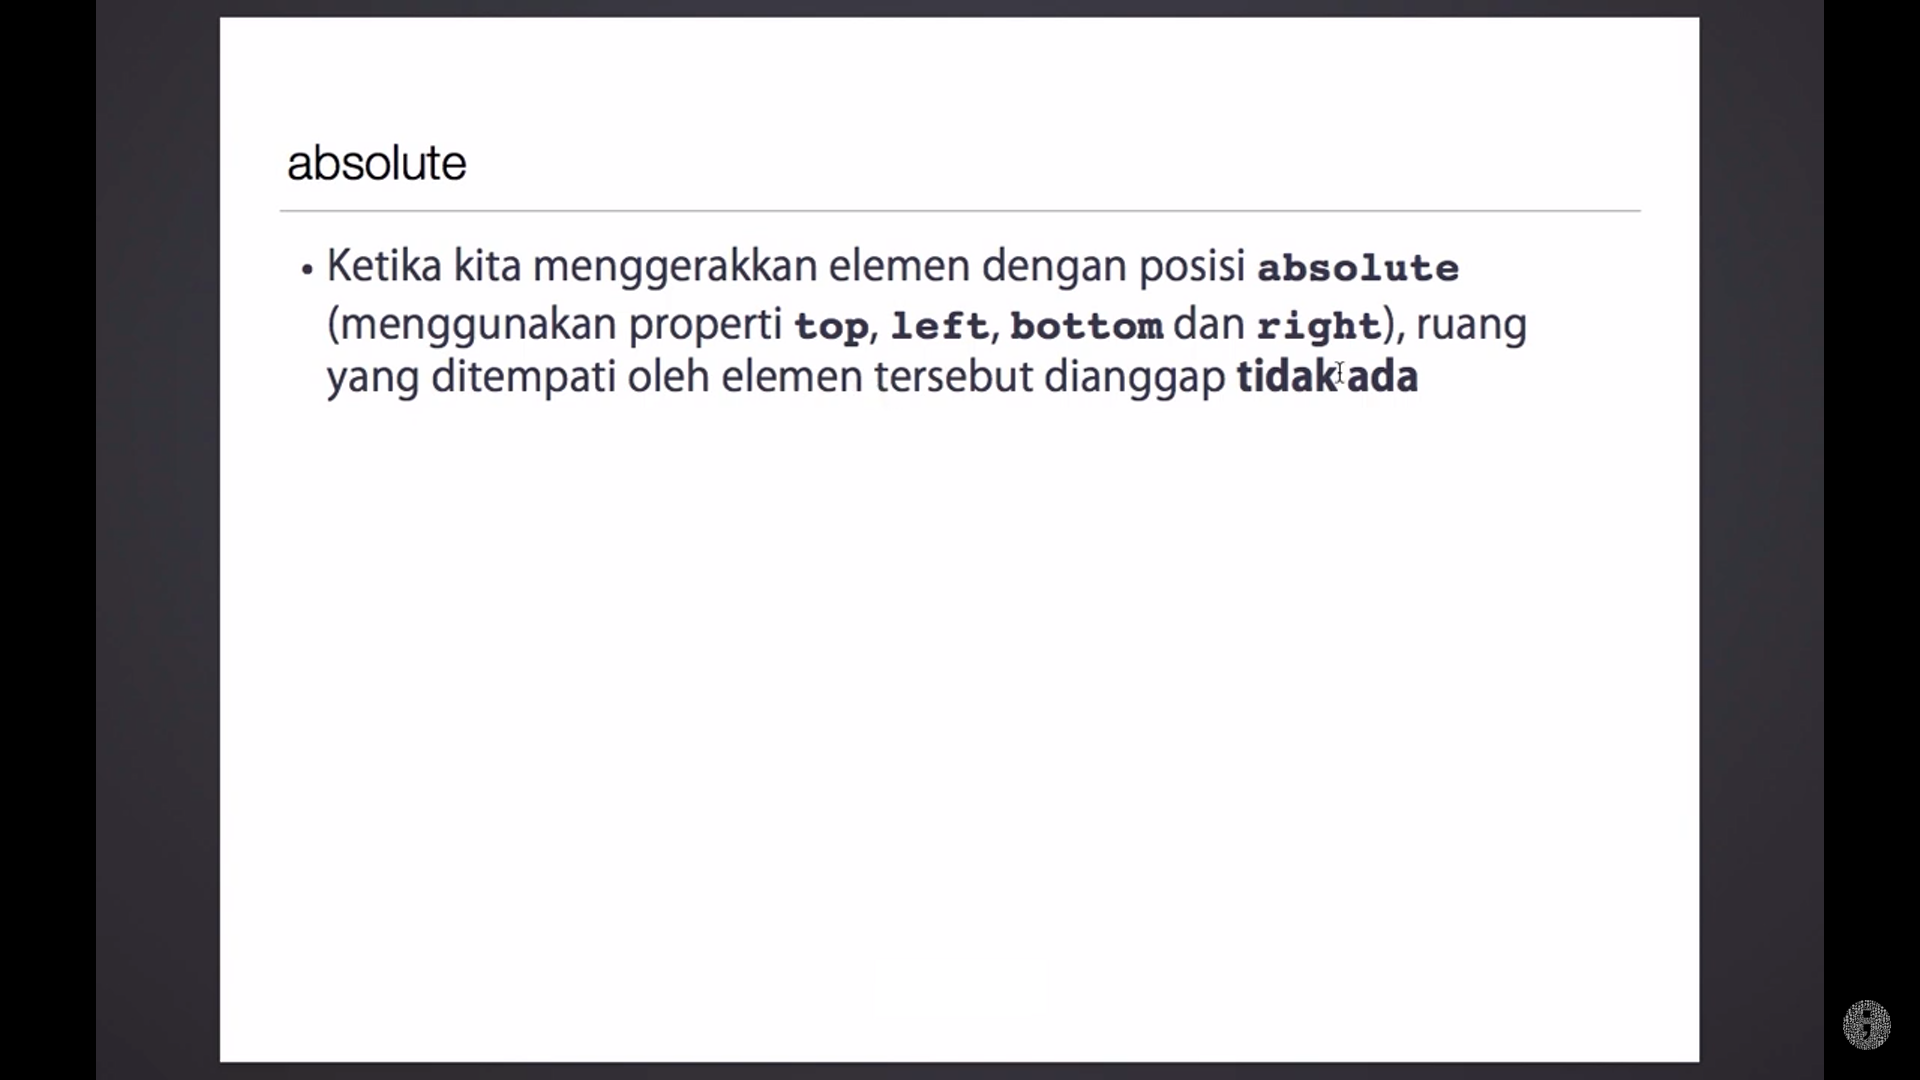 absolute
• Ketika kita menggerakkan elemen dengan posisi absolute
(menggunakan properti top, left, bottom dan right), ruang
yang ditempati oleh elemen tersebut dianggap tidak ada